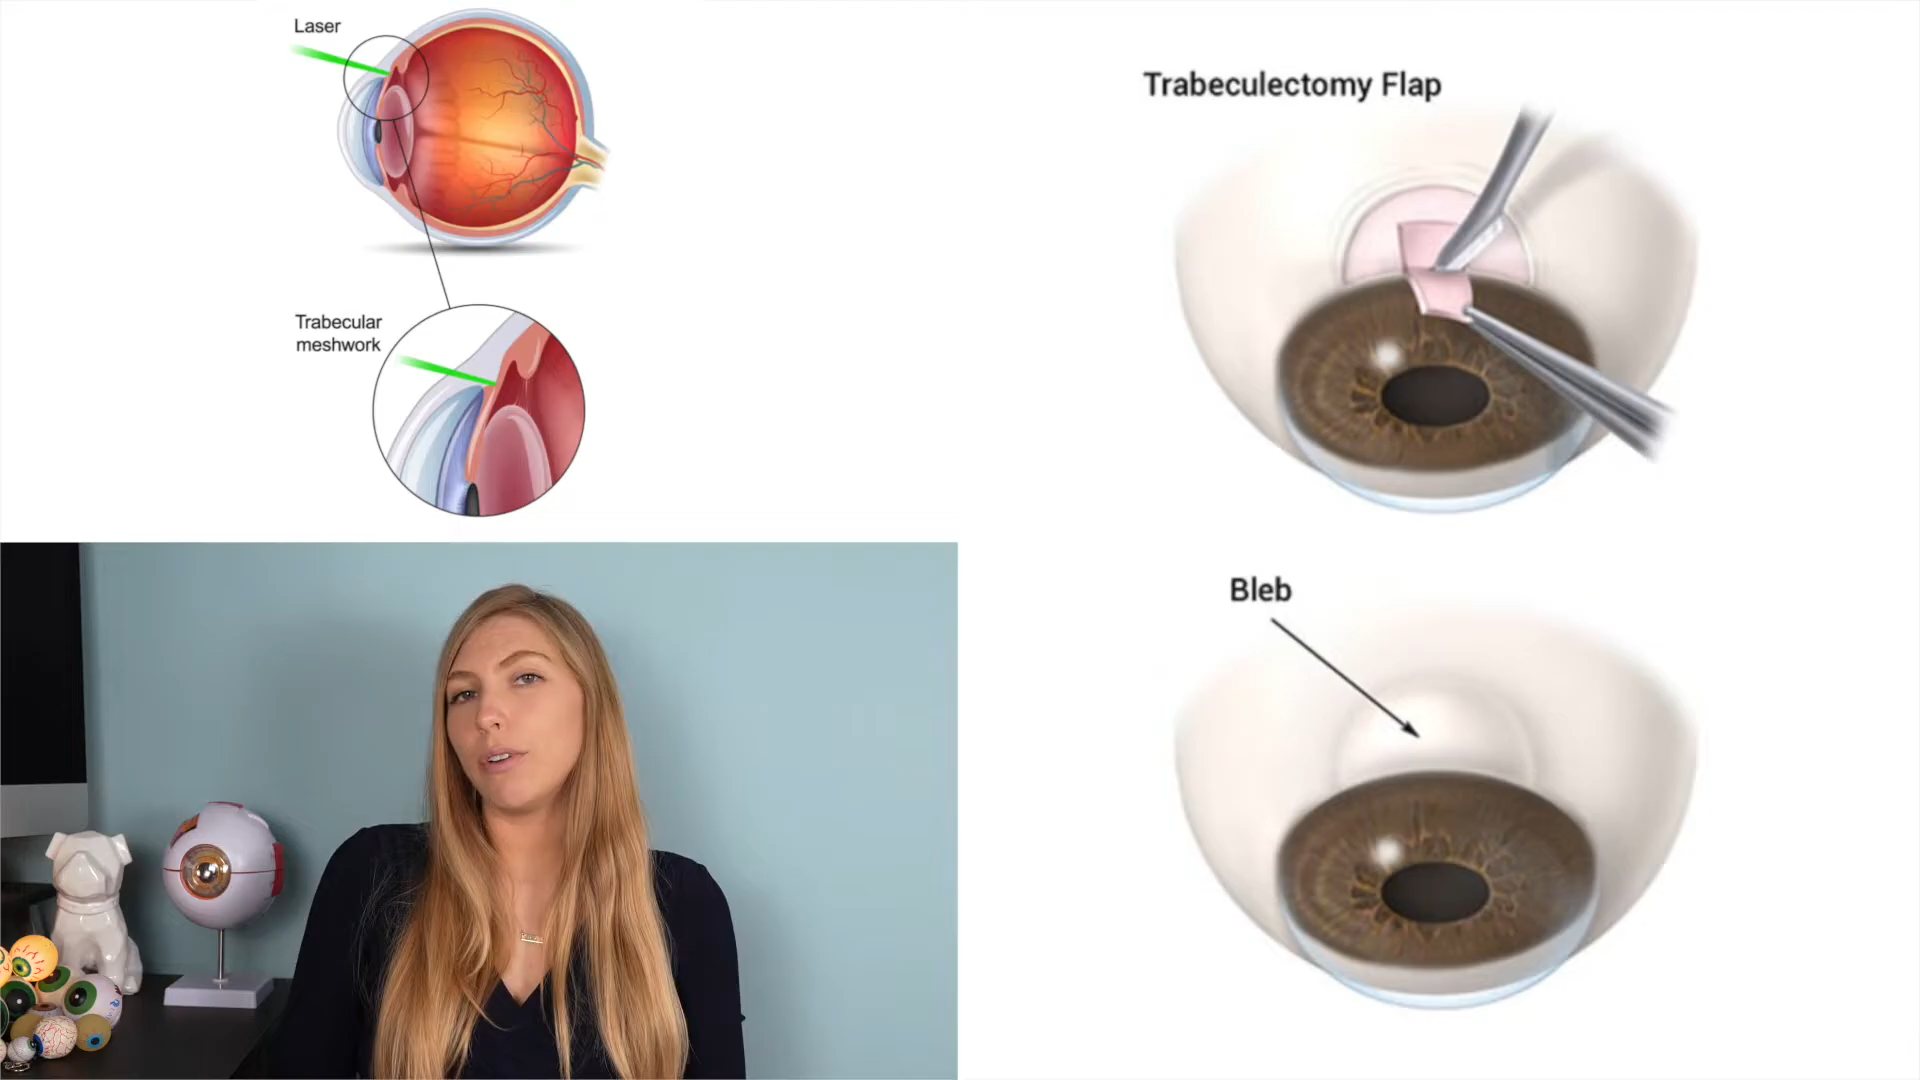 Laser
Trabecular
meshwork
Trabeculectomy Flap
Bleb